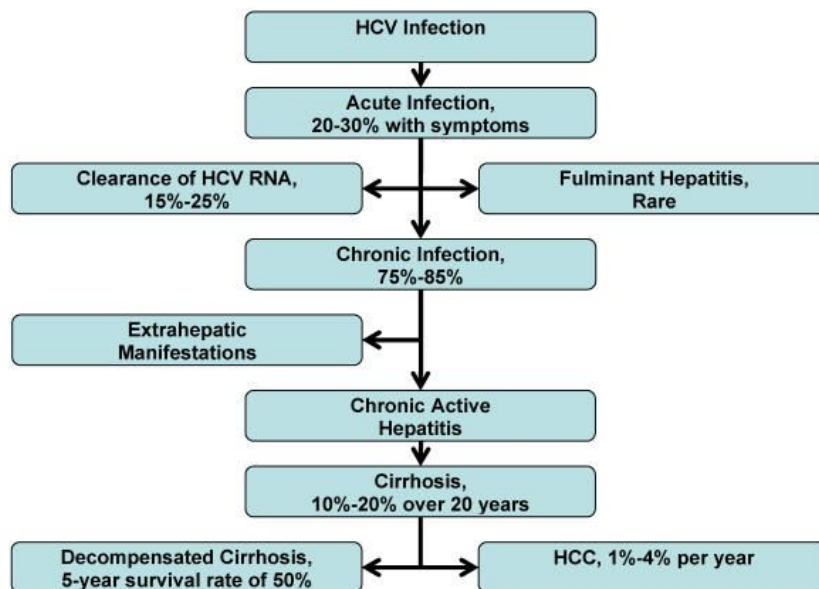 HCV Infection
Acute Infection,
20-30% with symptoms
Clearance of HCV RNA,
15%-25%
Fulminant Hepatitis,
Rare
Chronic Infection,
75%-85%
Extrahepatic
Manifestations
Chronic Active
Hepatitis
Cirrhosis,
10%-20% over 20 years
Decompensated Cirrhosis,
5-year survival rate of 50%
HCC, 1%-4% per year